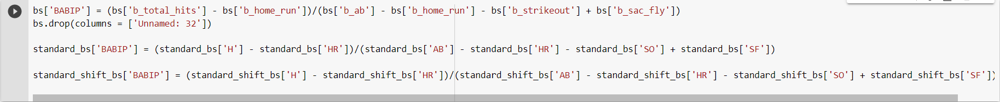 bs['BABIP'] = (bs['b_total_hits'] - bs['b_home_run'])/(bs['b_ab'] - bs['b_home_run'] - bs['b_strikeout'] + bs['b_sac_fly'])
bs.drop(columns = ['Unnamed: 32'])
standard_bs['BABIP'] = (standard_bs['H'] - standard_bs['HR'])/(standard_bs['AB'] - standard_bs['HR'] - standard_bs['SO'] + standard_bs['SF'])
standard_shift_bs['BABIP'] = (standard_shift_bs['H'] - standard_shift_bs['HR'])/(standard_shift_bs['AB'] - standard_shift_bs['HR'] - standard_shift_bs['SO'] + standard_shift_bs['SF'])